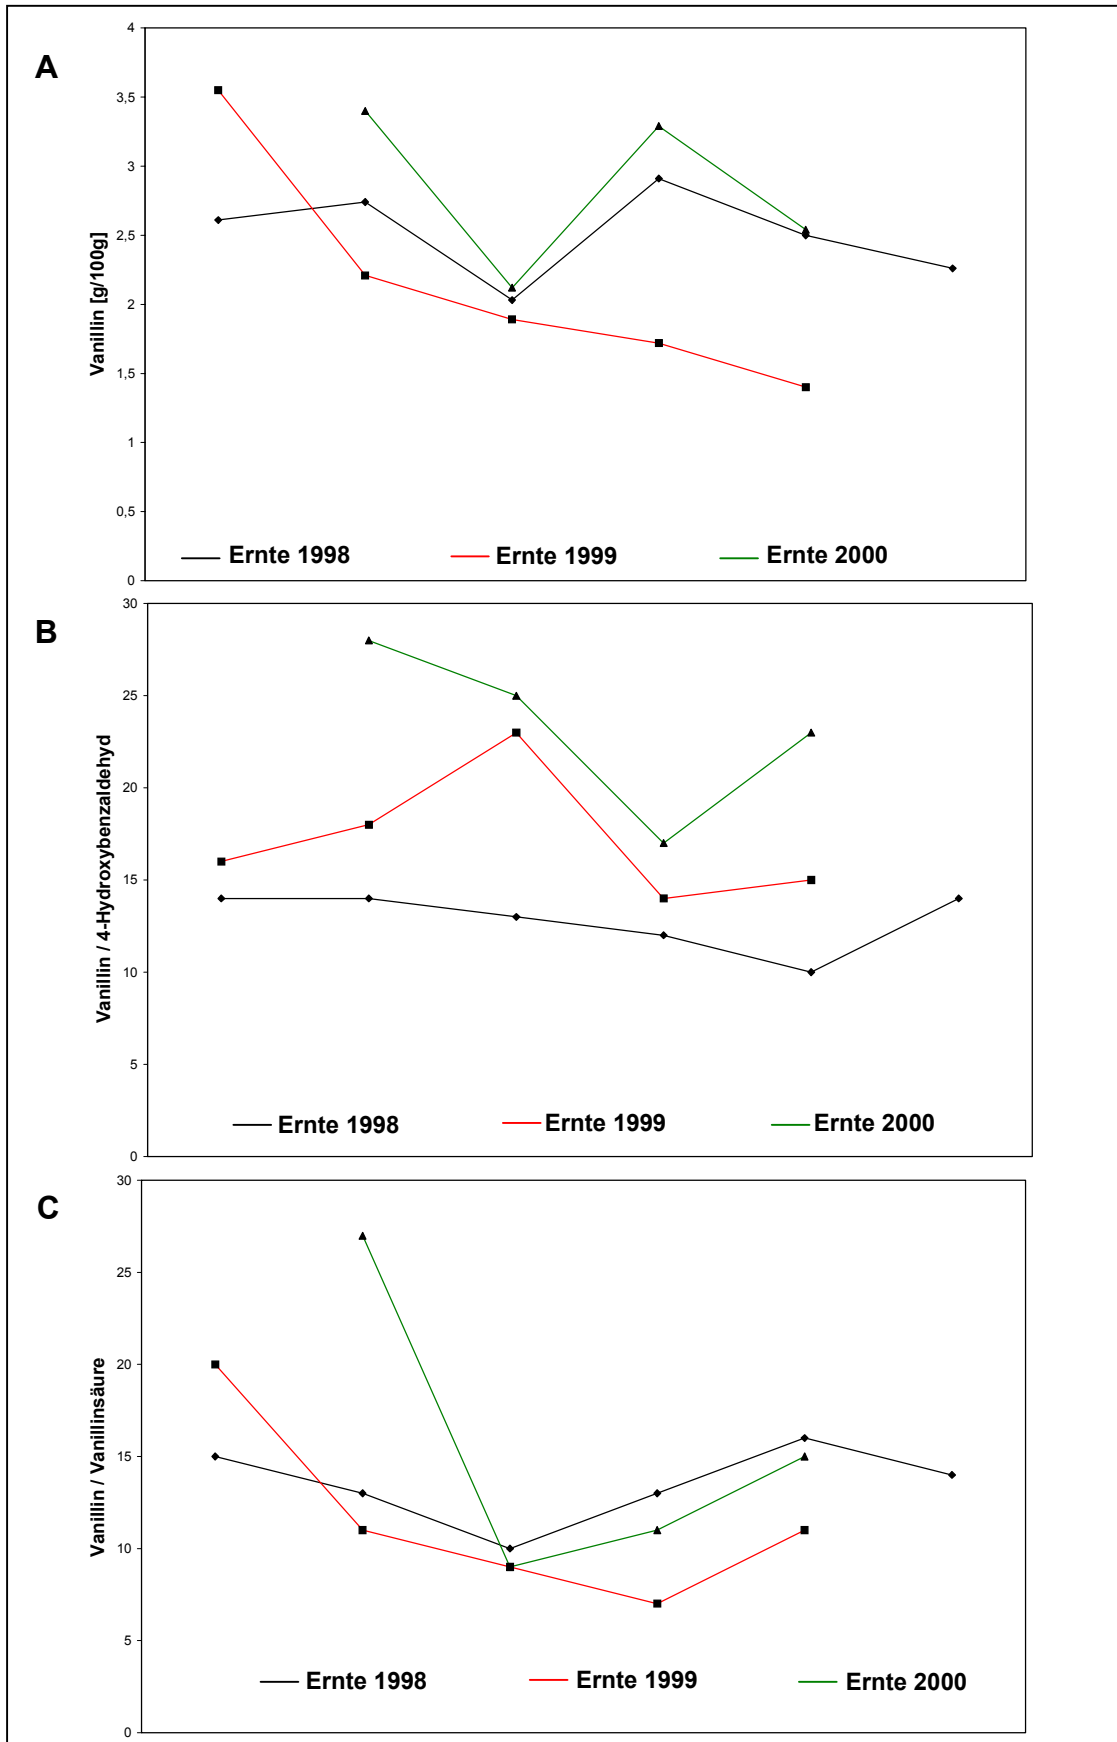 A
4
3,5
3
2,5
2
1,5
1
0,5
0
Vanillin [g/100g]
Ernte 1998 Ernte 1999 Ernte 2000
B
30
25
20
15
10
5
0
Vanillin / 4-Hydroxybenzaldehyd
Ernte 1998 Ernte 1999 Ernte 2000
C
30
25
20
15
10
5
0
Vanillin / Vanillinsäure
Ernte 1998 Ernte 1999 Ernte 2000